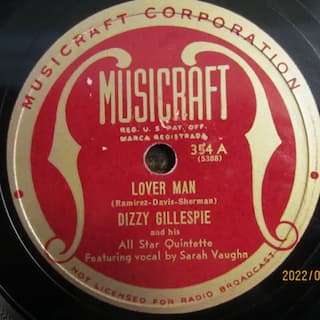 MUSICRAFT CORPORATION
MUSICRAFT
REG. U. S. PAT. OFF.
MARCA REGISTRADA
354 A
(5388)
LOVER MAN
(Ramirez-Davis-Sherman)
DIZZY GILLESPIE
and his
All Star Quintette
Featuring vocal by Sarah Vaughn
NOT LICENSED FOR RADIO BROADCAST
2022/0